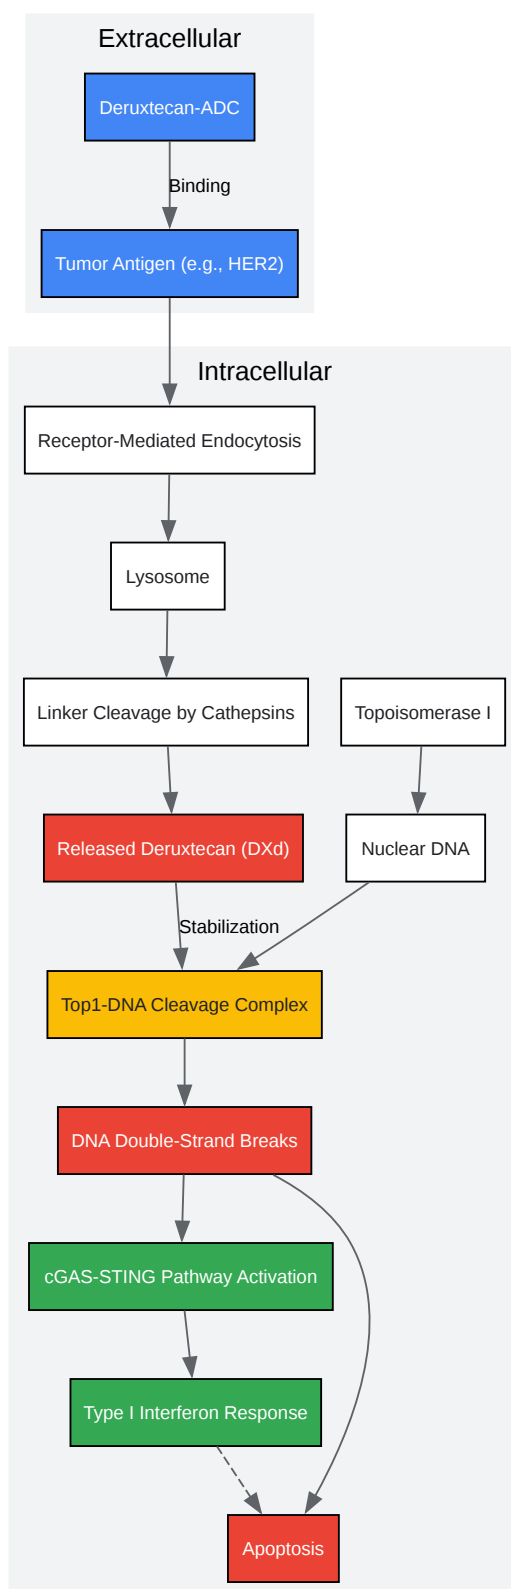 Extracellular
Deruxtecan-ADC
Binding
Tumor Antigen (e.g., HER2)
Intracellular
Receptor-Mediated Endocytosis
Lysosome
Linker Cleavage by Cathepsins
Topoisomerase I
Released Deruxtecan (DXd)
Nuclear DNA
Stabilization
Top1-DNA Cleavage Complex
DNA Double-Strand Breaks
cGAS-STING Pathway Activation
Type I Interferon Response
Apoptosis